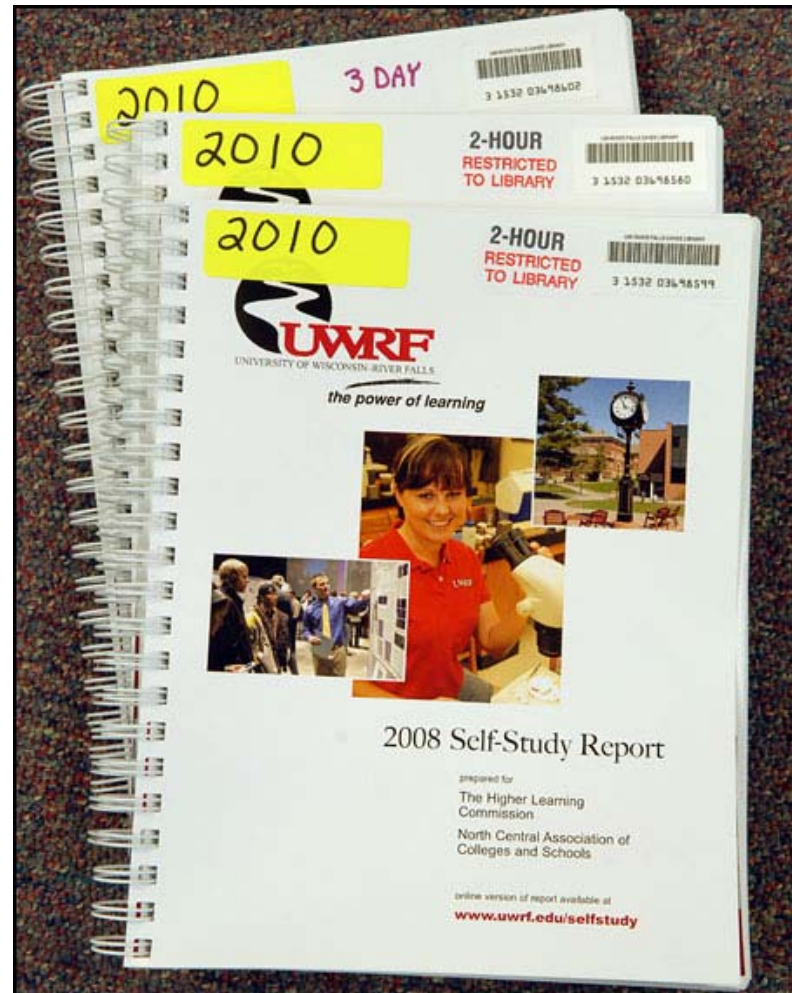 2010
3 DAY
3 1532 03698602
2010
2-HOUR
RESTRICTED
TO LIBRARY
3 1532 03698580
2010
2-HOUR
RESTRICTED
TO LIBRARY
3 1532 03698599
UWRF
UNIVERSITY OF WISCONSIN-RIVER FALLS
the power of learning
UWRF
2008 Self-Study Report
prepared for
The Higher Learning
Commission
North Central Association of
Colleges and Schools
online version of report available at
www.uwrf.edu/selfstudy